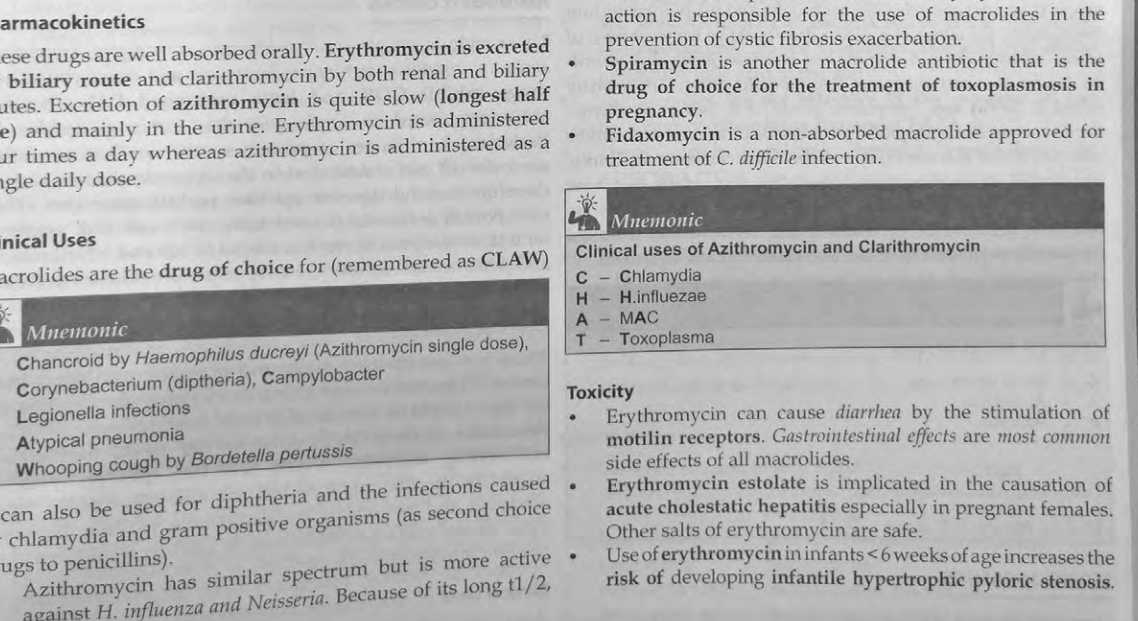 armacokinetics
ese drugs are well absorbed orally. Erythromycin is excreted
biliary route and clarithromycin by both renal and biliary
utes. Excretion of azithromycin is quite slow (longest half
e) and mainly in the urine. Erythromycin is administered
ur times a day whereas azithromycin is administered as a
ngle daily dose.
inical Uses
acrolides are the drug of choice for (remembered as CLAW)
Mnemonic
Chancroid by Haemophilus ducreyi (Azithromycin single dose),
Corynebacterium (diptheria), Campylobacter
Legionella infections
Atypical pneumonia
Whooping cough by Bordetella pertussis
can also be used for diphtheria and the infections caused
chlamydia and gram positive organisms (as second choice
ugs to penicillins).
Azithromycin has similar spectrum but is more active
against H. influenza and Neisseria. Because of its long t1/2,
action is responsible for the use of macrolides in the
prevention of cystic fibrosis exacerbation.
• Spiramycin is another macrolide antibiotic that is the
drug of choice for the treatment of toxoplasmosis in
pregnancy.
• Fidaxomycin is a non-absorbed macrolide approved for
treatment of C. difficile infection.
Mnemonic
Clinical uses of Azithromycin and Clarithromycin
C – Chlamydia
H – H.influezae
A – MAC
T – Toxoplasma
Toxicity
• Erythromycin can cause diarrhea by the stimulation of
motilin receptors. Gastrointestinal effects are most common
side effects of all macrolides.
• Erythromycin estolate is implicated in the causation of
acute cholestatic hepatitis especially in pregnant females.
Other salts of erythromycin are safe.
• Use of erythromycin in infants < 6 weeks of age increases the
risk of developing infantile hypertrophic pyloric stenosis.